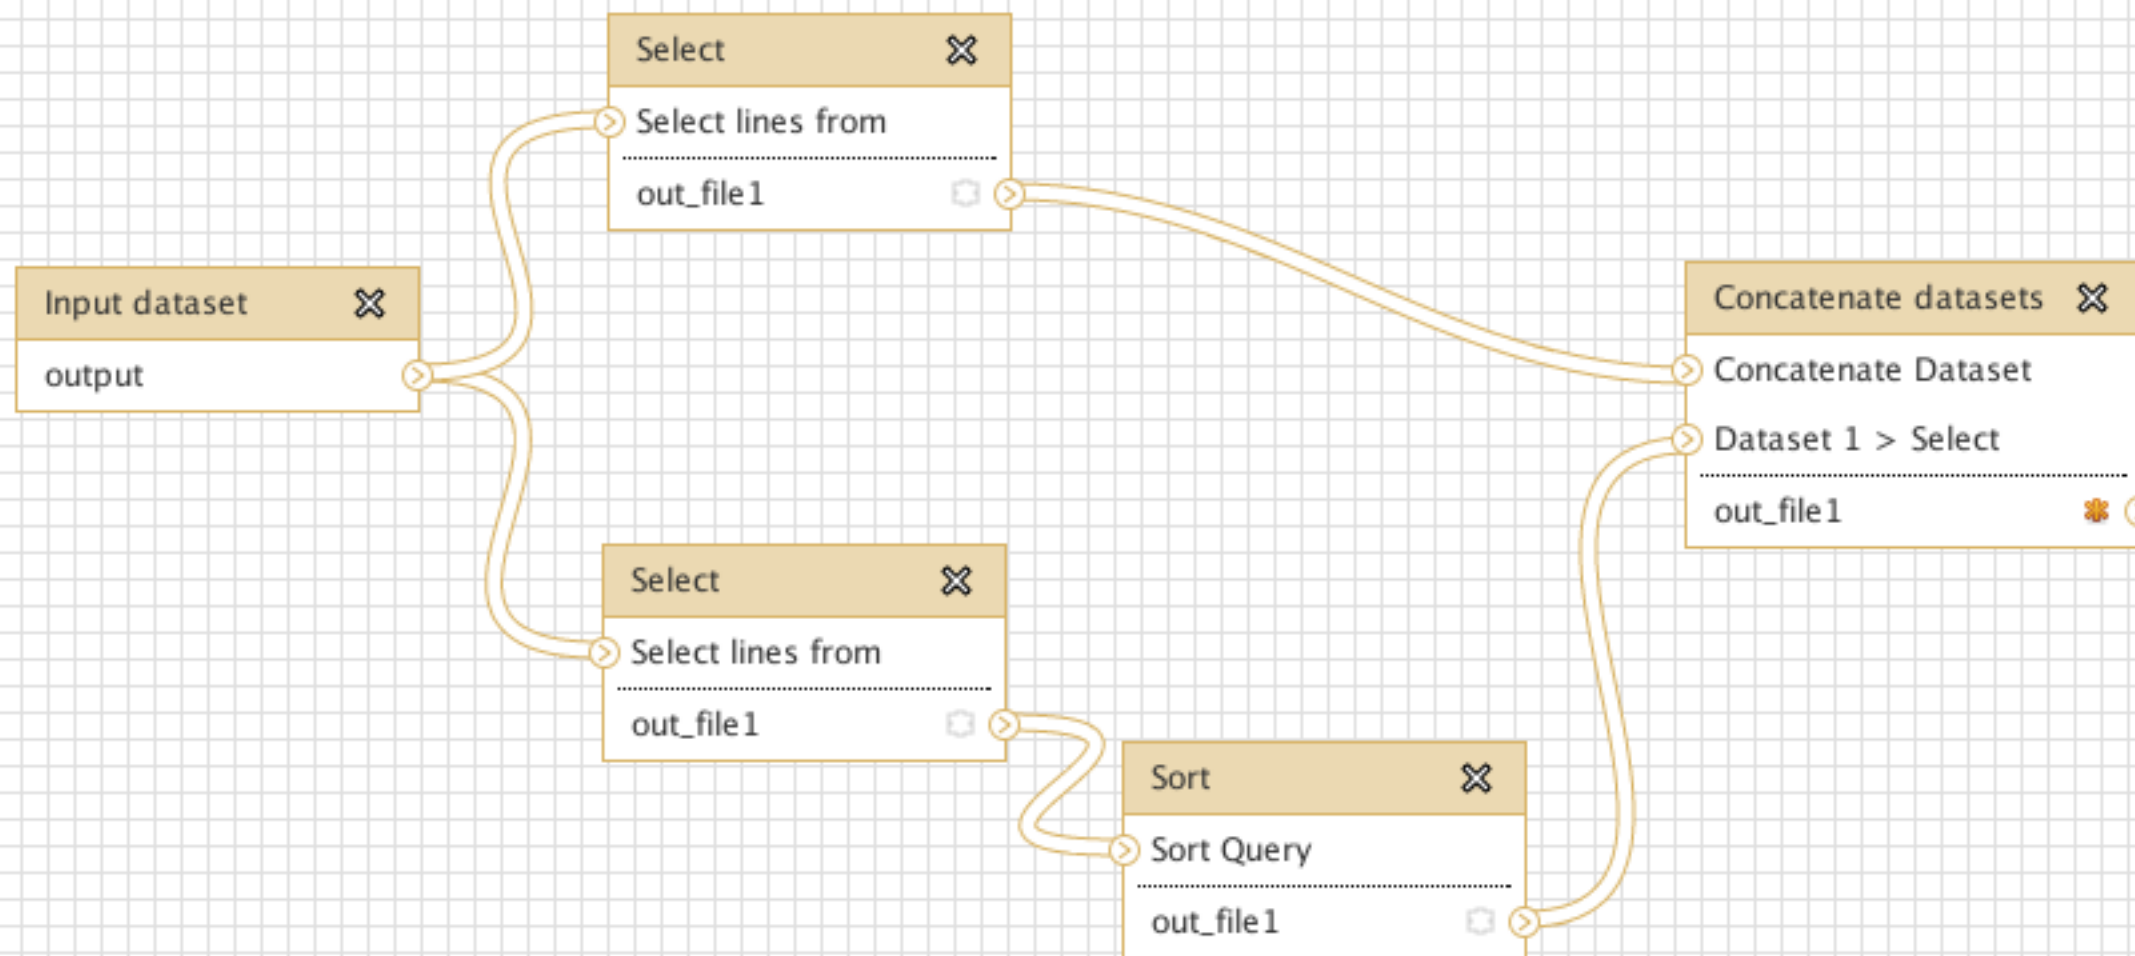 Select
Select lines from
out_file1
Input dataset
output
Concatenate datasets
Concatenate Dataset
Dataset 1 > Select
out_file1
Select
Select lines from
out_file1
Sort
Sort Query
out_file1